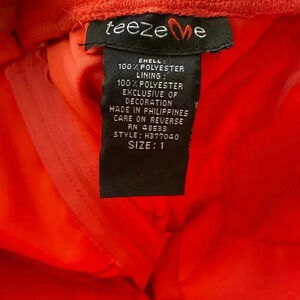 teezeMe
SHELL:
100% POLYESTER
LINING:
100% POLYESTER
EXCLUSIVE OF
DECORATION
MADE IN PHILIPPINES
CARE ON REVERSE
RN 48533
STYLE: H377040
SIZE: 1